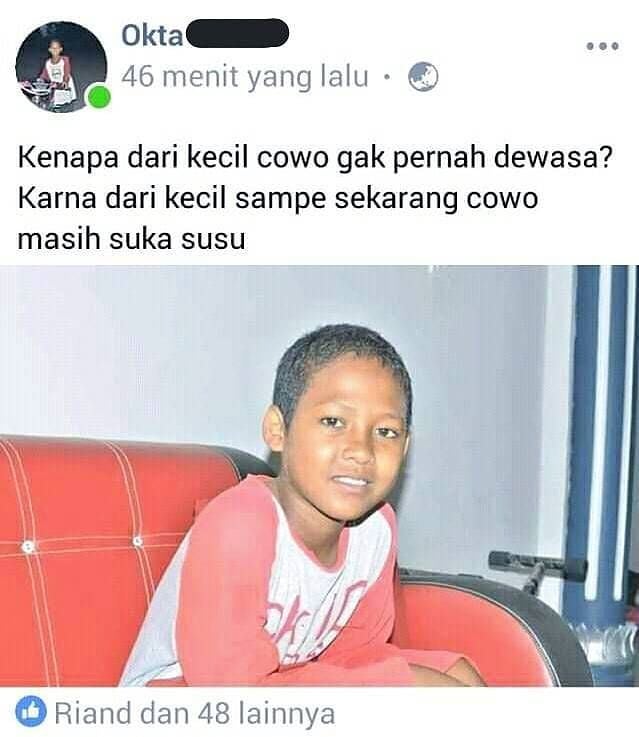 Okta
46 menit yang lalu
Kenapa dari kecil cowo gak pernah dewasa?
Karna dari kecil sampe sekarang cowo
masih suka susu
Riand dan 48 lainnya